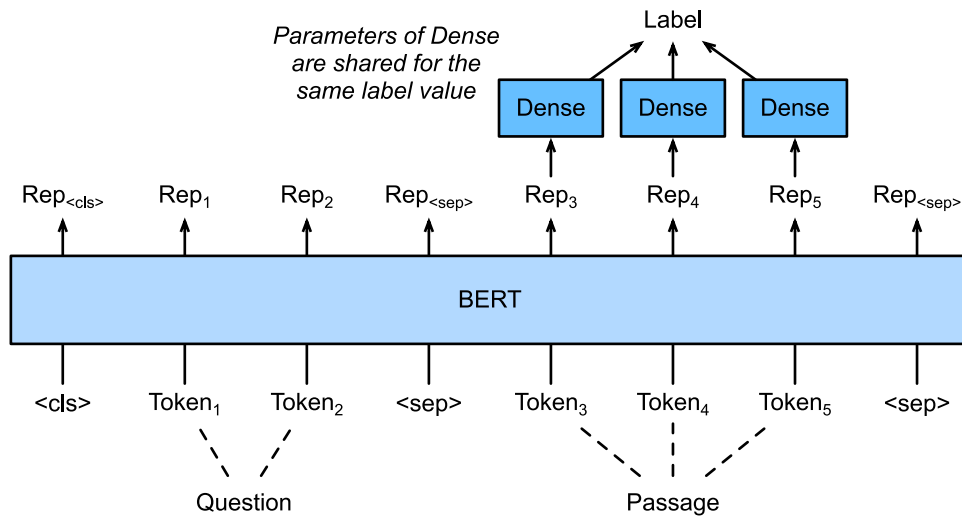 Label
Parameters of Dense
are shared for the
same label value
Dense Dense Dense
Rep<cls> Rep1 Rep2 Rep<sep> Rep3 Rep4 Rep5 Rep<sep>
BERT
<cls> Token1 Token2 <sep> Token3 Token4 Token5 <sep>
Question Passage